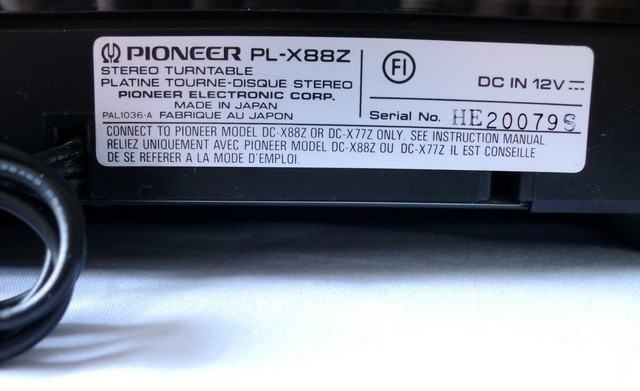 PIONEER PL-X88Z
STEREO TURNTABLE
PLATINE TOURNE-DISQUE STEREO
PIONEER ELECTRONIC CORP.
MADE IN JAPAN
PAL1036-A FABRIQUE AU JAPON
FI
DC IN 12V
Serial No. HE20079S
CONNECT TO PIONEER MODEL DC-X88Z OR DC-X77Z ONLY. SEE INSTRUCTION MANUAL.
RELIEZ UNIQUEMENT AVEC PIONEER MODEL DC-X88Z OU DC-X77Z IL EST CONSEILLE
DE SE REFERER A LA MODE D'EMPLOI.